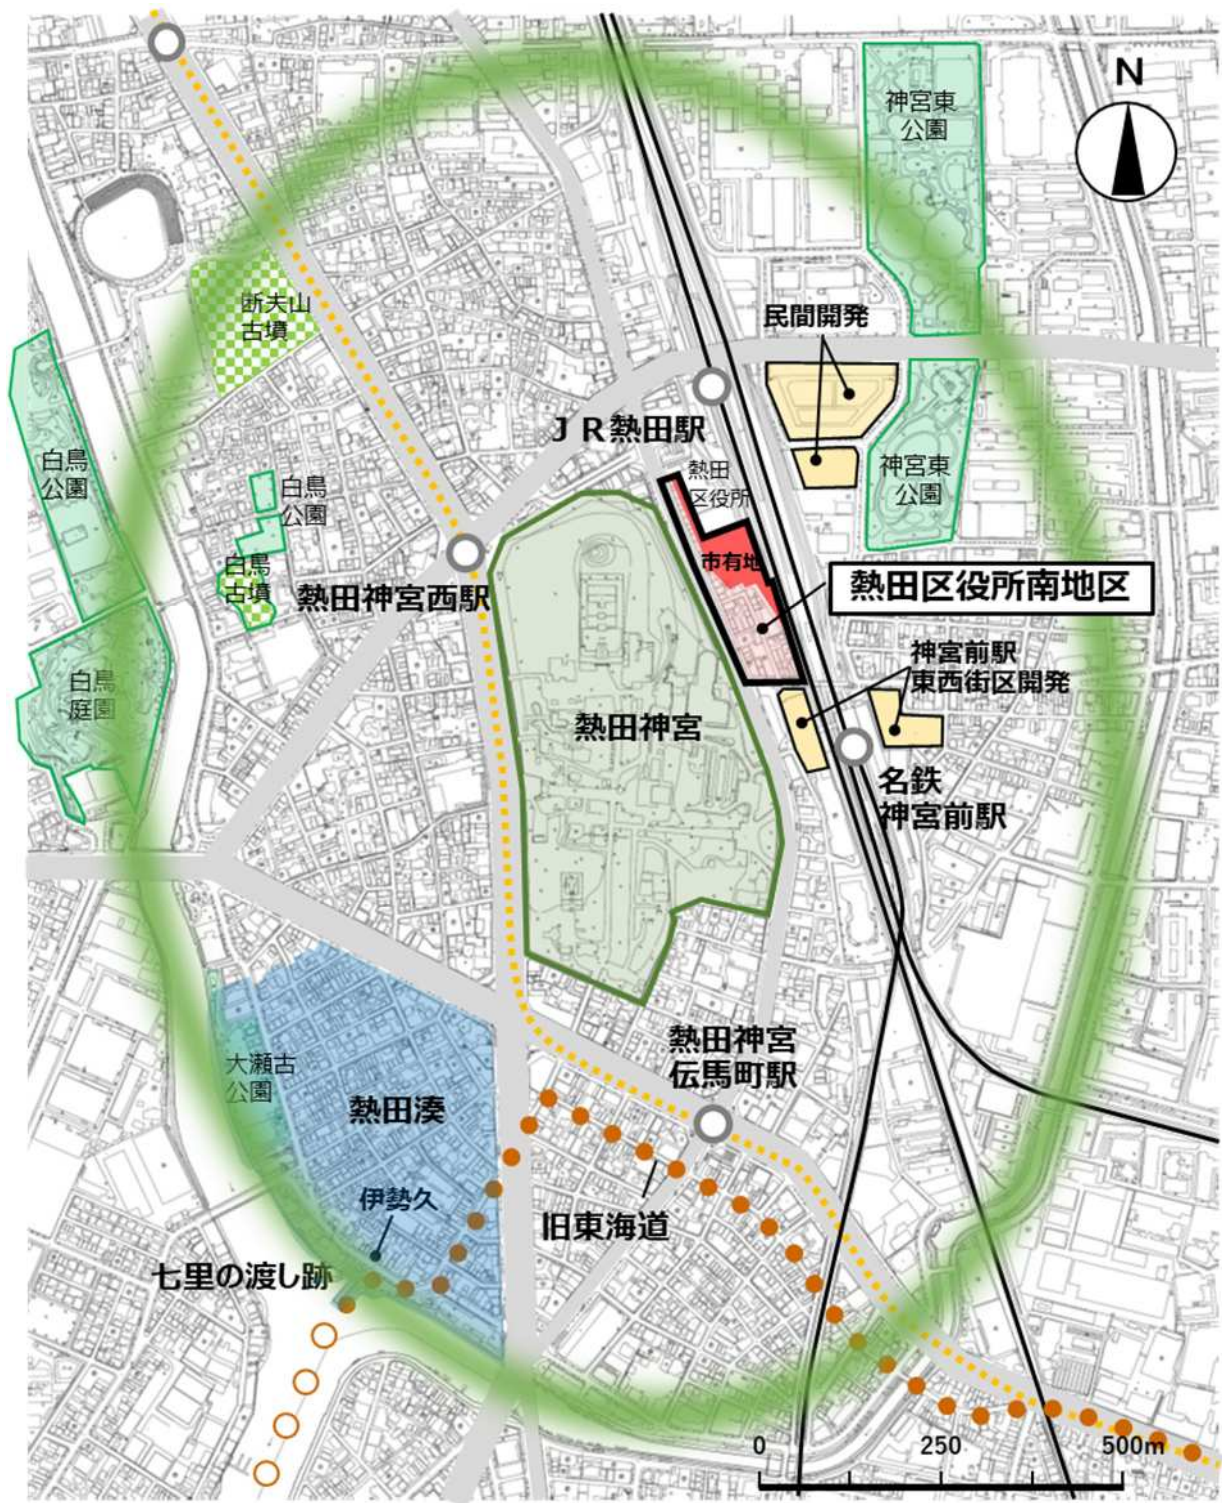 N
神宮東
公園
断夫山
古墳
民間開発
JR熱田駅
白鳥
公園
白鳥
公園
熱田
区役所
神宮東
公園
市有地
白鳥
古墳
熱田神宮西駅
熱田区役所南地区
神宮前駅
東西街区開発
白鳥
庭園
熱田神宮
名鉄
神宮前駅
熱田神宮
伝馬町駅
大瀬古
公園
熱田湊
伊勢久
旧東海道
七里の渡し跡
0 250 500m